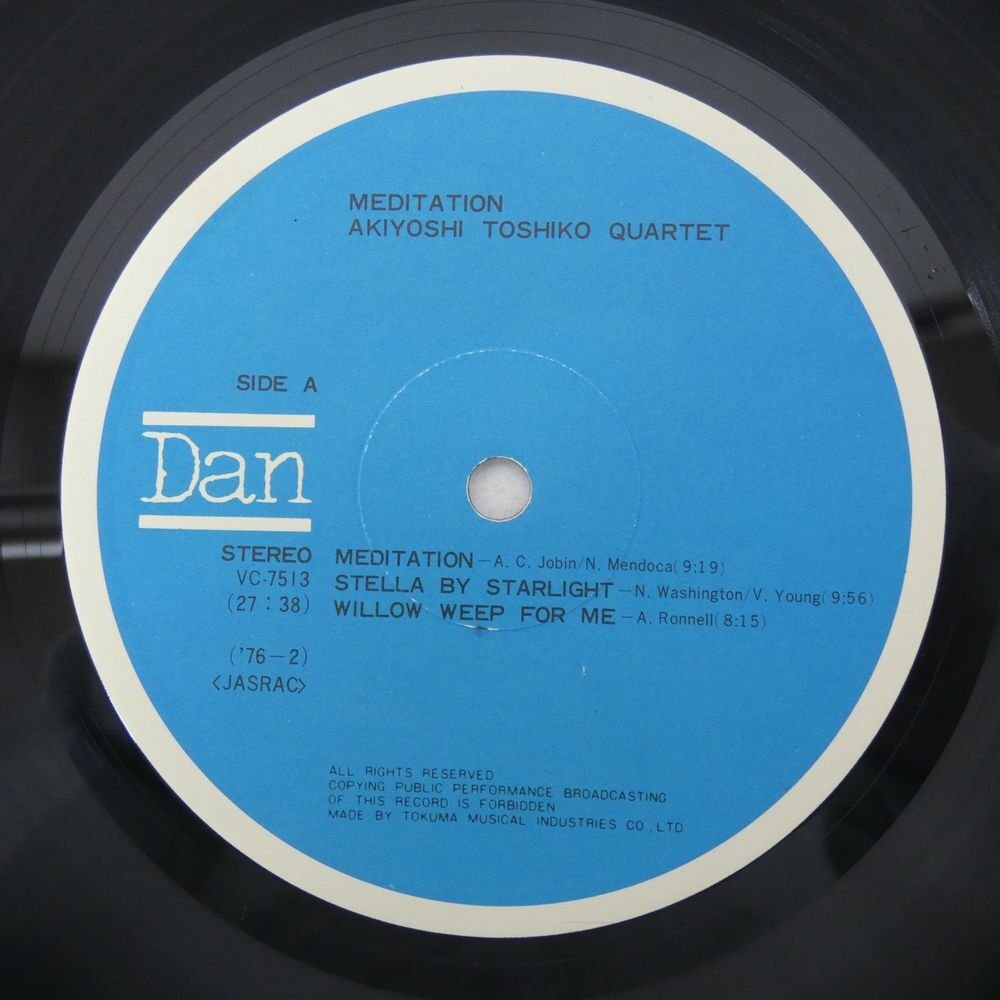 MEDITATION
AKIYOSHI TOSHIKO QUARTET
SIDE A
Dan
STEREO
VC-7513
(27:38)
('76-2)
<JASRAC>
MEDITATION-A. C. Jobin/N. Mendoca(9:19)
STELLA BY STARLIGHT-N. Washington/V. Young(9:56)
WILLOW WEEP FOR ME-A. Ronnell(8:15)
ALL RIGHTS RESERVED
COPYING PUBLIC PERFORMANCE BROADCASTING
OF THIS RECORD IS FORBIDDEN
MADE BY TOKUMA MUSICAL INDUSTRIES CO.LTD